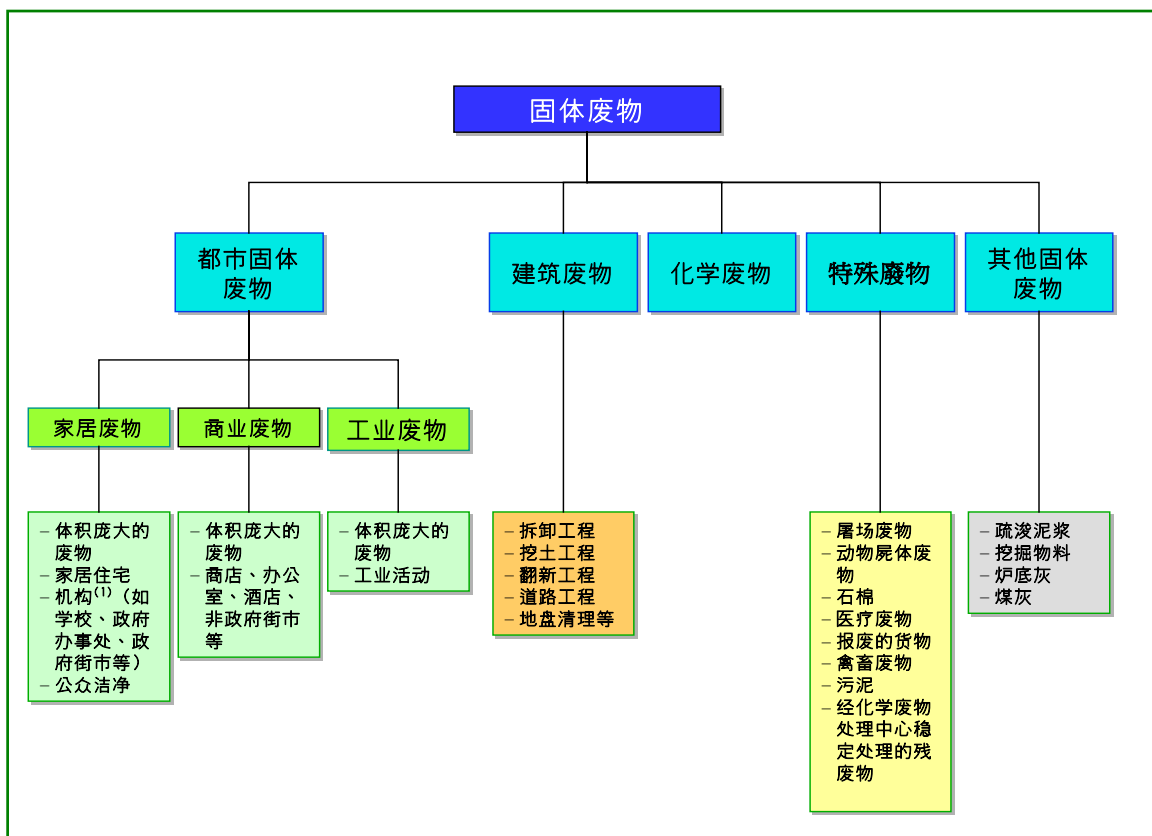 固体废物
都市固体
废物
建筑废物
化学废物
特殊廢物
其他固体
废物
家居废物
商业废物
工业废物
– 体积庞大的
废物
– 家居住宅
– 机构(1)（如
学校、政府
办事处、政
府街市等）
– 公众洁净
– 体积庞大的
废物
– 商店、办公
室、酒店、
非政府街市
等
– 体积庞大的
废物
– 工业活动
– 拆卸工程
– 挖土工程
– 翻新工程
– 道路工程
– 地盘清理等
– 屠场废物
– 动物屍体废
物
– 石棉
– 医疗废物
– 报废的货物
– 禽畜废物
– 污泥
– 经化学废物
处理中心稳
定处理的残
废物
– 疏浚泥浆
– 挖掘物料
– 炉底灰
– 煤灰